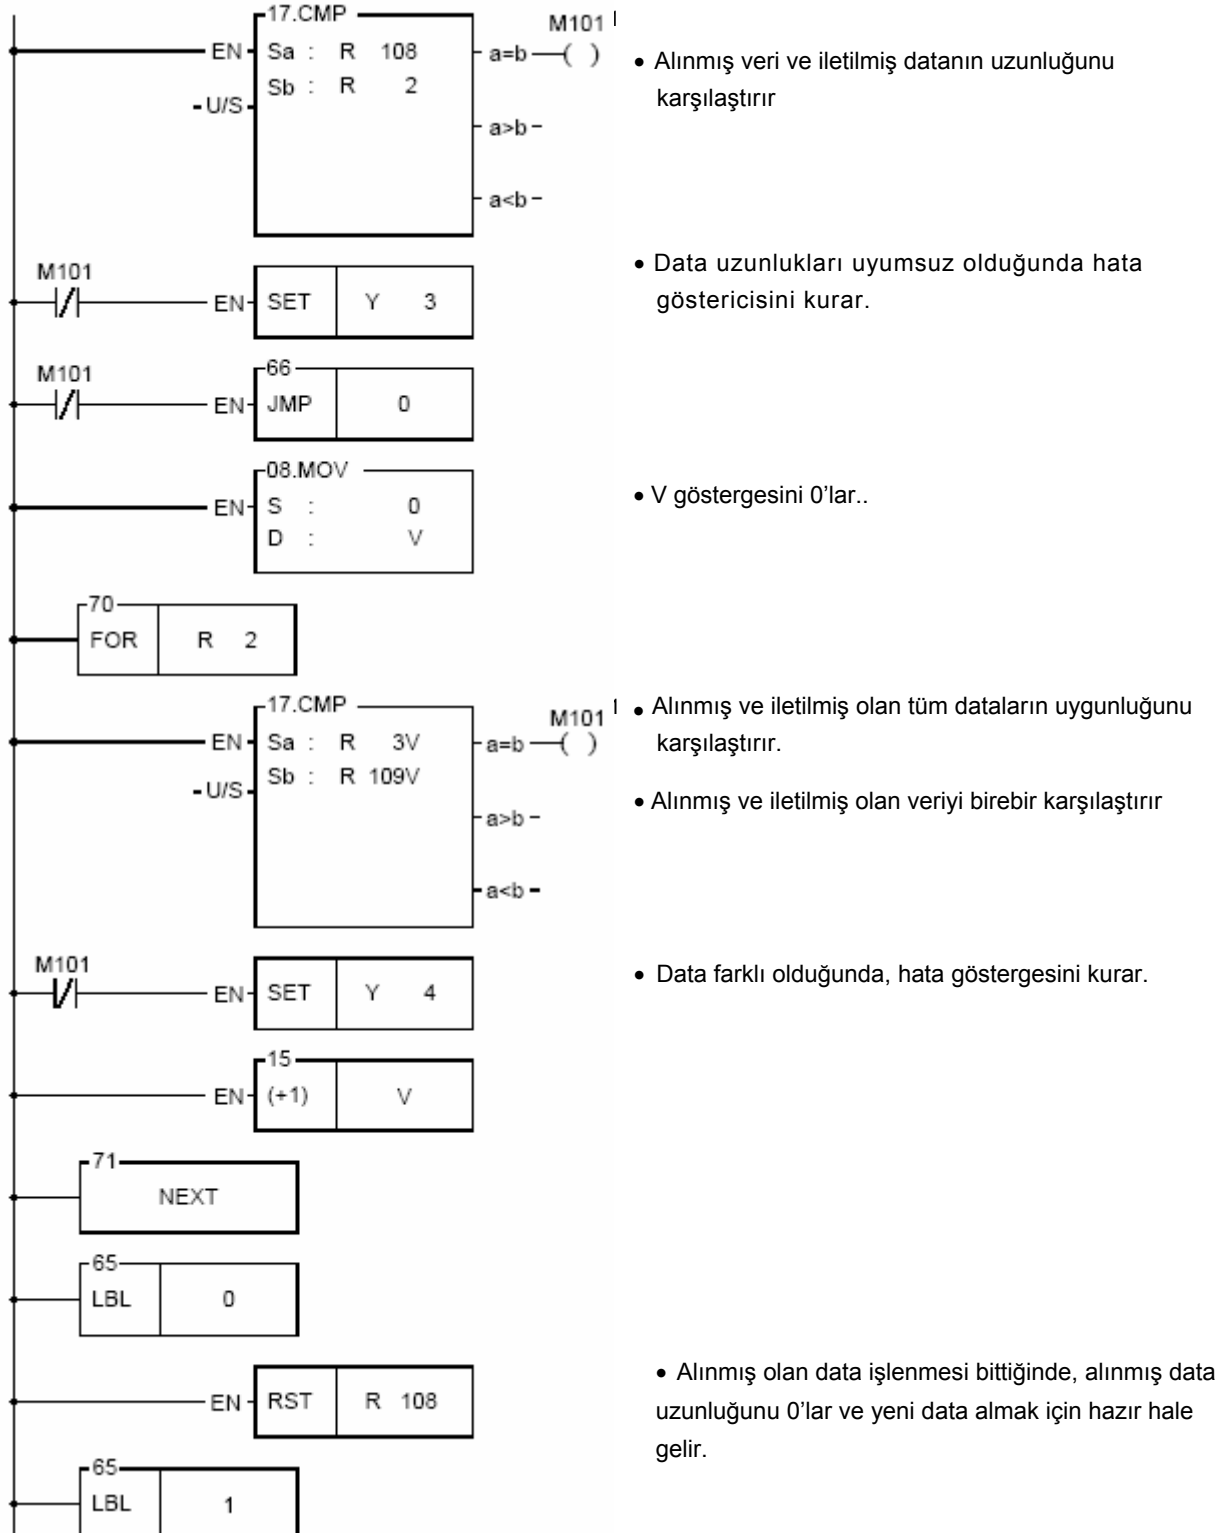 17.CMP
M101
EN
Sa : R 108
a=b
( )
• Alınmış veri ve iletilmiş datanın uzunluğunu
karşılaştırır
U/S
Sb : R 2
a>b
a<b
M101
• Data uzunlukları uyumsuz olduğunda hata
göstericisini kurar.
EN
SET
Y 3
M101
66
EN
JMP
0
08.MOV
EN
S : 0
D : V
• V göstergesini 0’lar..
70
FOR
R 2
17.CMP
M101
• Alınmış ve iletilmiş olan tüm dataların uygunluğunu
karşılaştırır.
EN
Sa : R 3V
a=b
( )
U/S
Sb : R 109V
• Alınmış ve iletilmiş olan veriyi birebir karşılaştırır
a>b
a<b
M101
• Data farklı olduğunda, hata göstergesini kurar.
EN
SET
Y 4
15
EN
(+1)
V
71
NEXT
65
LBL
0
EN
RST
R 108
• Alınmış olan data işlenmesi bittiğinde, alınmış data
uzunluğunu 0’lar ve yeni data almak için hazır hale
gelir.
65
LBL
1